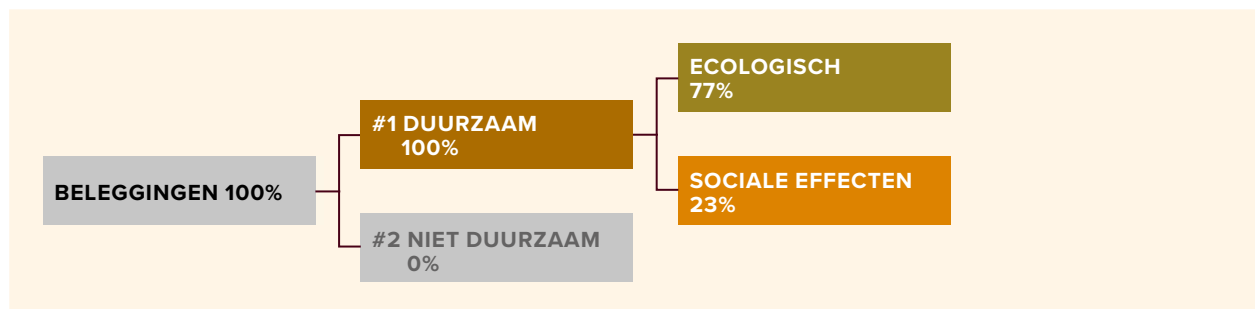 BELEGGINGEN 100%
#1 DUURZAAM
100%
#2 NIET DUURZAAM
0%
ECOLOGISCH
77%
SOCIALE EFFECTEN
23%